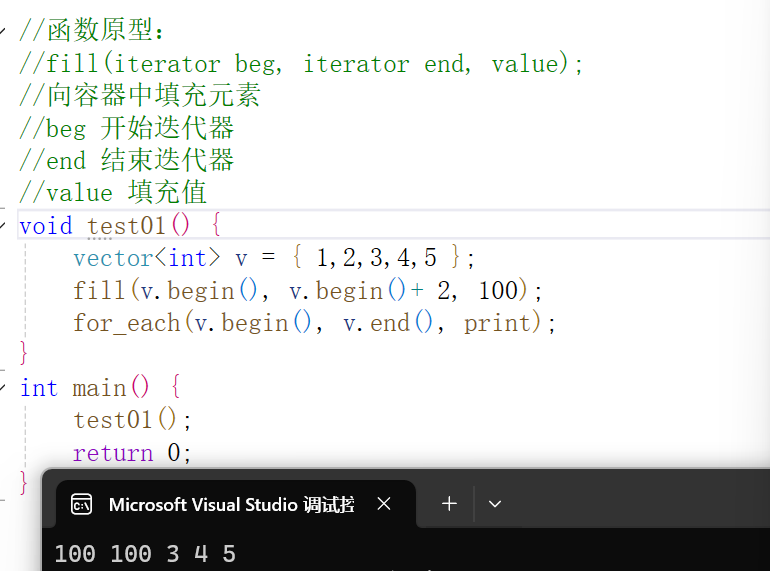 //函数原型：
//fill(iterator beg, iterator end, value);
//向容器中填充元素
//beg 开始迭代器
//end 结束迭代器
//value 填充值
void test01() {
    vector<int> v = { 1,2,3,4,5 };
    fill(v.begin(), v.begin()+ 2, 100);
    for_each(v.begin(), v.end(), print);
}
int main() {
    test01();
    return 0;
}
Microsoft Visual Studio 调试控
100 100 3 4 5